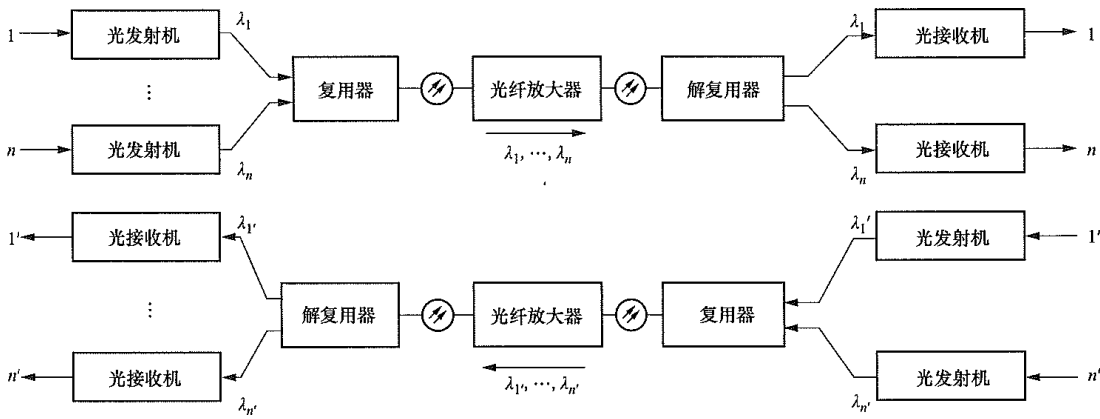 1 光发射机 λ1 复用器 光纤放大器 解复用器 λ1 光接收机 1
⋮
n 光发射机 λn λ1, ⋯, λn λn 光接收机 n
1′ 光接收机 λ1′ 解复用器 光纤放大器 复用器 λ1′ 光发射机 1′
⋮
n′ 光接收机 λn′ λ1′, ⋯, λn′ λn′ 光发射机 n′